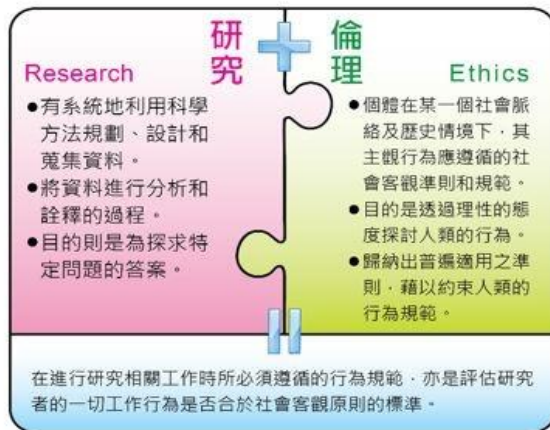 研究
Research
●有系統地利用科學
方法規劃、設計和
蒐集資料。
●將資料進行分析和
詮釋的過程。
●目的則是為探求特
定問題的答案。
倫理
Ethics
●個體在某一個社會脈
絡及歷史情境下，其
主觀行為應遵循的社
會客觀準則和規範。
●目的是透過理性的態
度探討人類的行為。
●歸納出普遍適用之準
則，藉以約束人類的
行為規範。
在進行研究相關工作時所必須遵循的行為規範，亦是評估研究
者的一切工作行為是否合於社會客觀原則的標準。